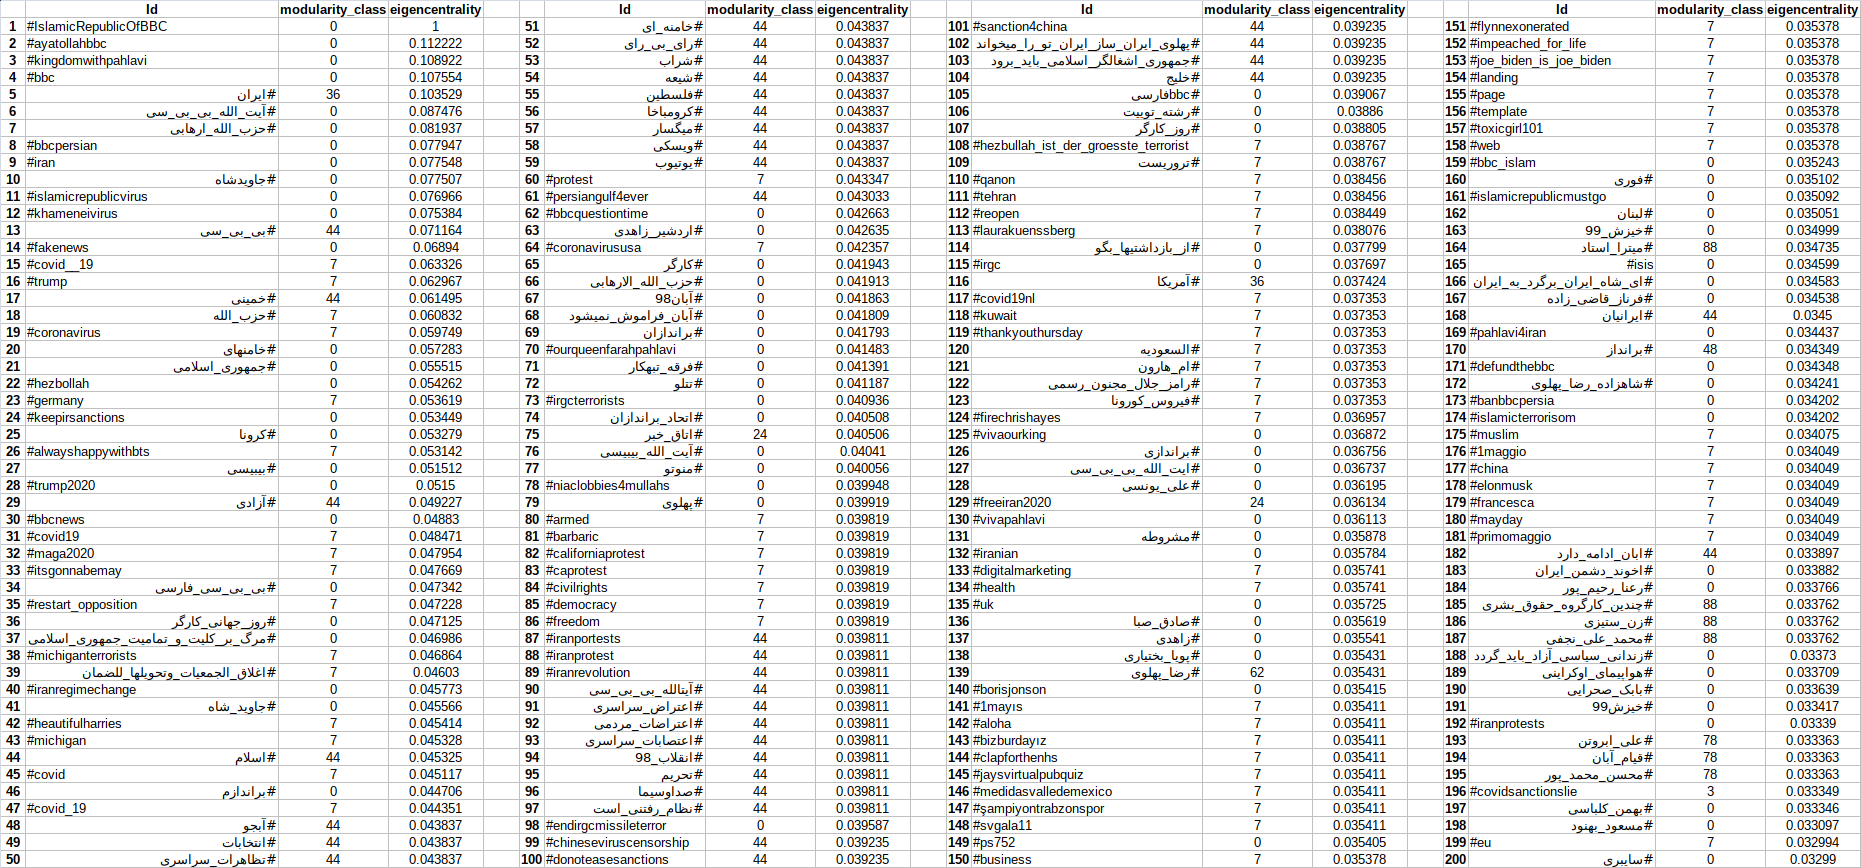 Id modularity_class eigencentrality
1 #IslamicRepublicOfBBC 0 1
2 #ayatollahbbc 0 0.112222
3 #kingdomwithpahlavi 0 0.108922
4 #bbc 0 0.107554
5 #ایران 36 0.103529
6 #آیت_الله_بی_بی_سی 0 0.087476
7 #حزب_الله_ارهابی 0 0.081937
8 #bbcpersian 0 0.077947
9 #iran 0 0.077548
10 #جاویدشاه 0 0.077507
11 #islamicrepublicvirus 0 0.076966
12 #khameneivirus 0 0.075384
13 #بی_بی_سی 44 0.071164
14 #fakenews 0 0.06894
15 #covid__19 7 0.063326
16 #trump 7 0.062967
17 #خمینی 44 0.061495
18 #حزب_الله 7 0.060832
19 #coronavirus 7 0.059749
20 #خامنهای 0 0.057283
21 #جمهوری_اسلامی 0 0.055515
22 #hezbollah 0 0.054262
23 #germany 7 0.053619
24 #keepirsanctions 0 0.053449
25 #کرونا 0 0.053279
26 #alwayshappywithbts 7 0.053142
27 #بیبیسی 0 0.051512
28 #trump2020 0 0.0515
29 #آزادی 44 0.049227
30 #bbcnews 0 0.04883
31 #covid19 7 0.048471
32 #maga2020 7 0.047954
33 #itsgonnabemay 7 0.047669
34 #بی_بی_سی_فارسی 0 0.047342
35 #restart_opposition 7 0.047228
36 #روز_جهانی_کارگر 0 0.047125
37 #مرگ_بر_کلیت_و_تمامیت_جمهوری_اسلامی 0 0.046986
38 #michiganterrorists 7 0.046864
39 #اغلاق_الجمعیات_وتحویلها_للضمان 7 0.04603
40 #iranregimechange 0 0.045773
41 #جاوید_شاه 0 0.045566
42 #heautifulharries 7 0.045414
43 #michigan 7 0.045328
44 #اسلام 44 0.045325
45 #covid 7 0.045117
46 #براندازم 0 0.044706
47 #covid_19 7 0.044351
48 #آبجو 44 0.043837
49 #انتخابات 44 0.043837
50 #تظاهرات_سراسری 44 0.043837
Id modularity_class eigencentrality
51 #خامنه_ای 44 0.043837
52 #رای_بی_رای 44 0.043837
53 #شراب 44 0.043837
54 #شیعه 44 0.043837
55 #فلسطین 44 0.043837
56 #کرومباخا 44 0.043837
57 #میگسار 44 0.043837
58 #ویسکی 44 0.043837
59 #یوتیوب 44 0.043837
60 #protest 7 0.043347
61 #persiangulf4ever 44 0.043033
62 #bbcquestiontime 0 0.042663
63 #اردشیر_زاهدی 0 0.042635
64 #coronavirususa 7 0.042357
65 #کارگر 0 0.041943
66 #حزب_الله_الارهابی 0 0.041913
67 #آبان98 0 0.041863
68 #آبان_فراموش_نمیشود 0 0.041809
69 #براندازان 0 0.041793
70 #ourqueenfarahpahlavi 0 0.041483
71 #فرقه_تبهکار 0 0.041391
72 #تتلو 0 0.041187
73 #irgcterrorists 0 0.040936
74 #اتحاد_براندازان 0 0.040508
75 #اتاق_خبر 24 0.040506
76 #آیت_الله_بیبیسی 0 0.04041
77 #منوتو 0 0.040056
78 #niaclobbies4mullahs 0 0.039948
79 #پهلوی 0 0.039919
80 #armed 7 0.039819
81 #barbaric 7 0.039819
82 #californiaprotest 7 0.039819
83 #caprotest 7 0.039819
84 #civilrights 7 0.039819
85 #democracy 7 0.039819
86 #freedom 7 0.039819
87 #iranportests 44 0.039811
88 #iranprotest 44 0.039811
89 #iranrevolution 44 0.039811
90 #آیتالله_بی_بی_سی 44 0.039811
91 #اعتراض_سراسری 44 0.039811
92 #اعتراضات_مردمی 44 0.039811
93 #اعتصابات_سراسری 44 0.039811
94 #انقلاب_98 44 0.039811
95 #تحریم 44 0.039811
96 #صداوسیما 44 0.039811
97 #نظام_رفتنی_است 44 0.039811
98 #endirgcmissileterror 0 0.039587
99 #chineseviruscensorship 44 0.039235
100 #donoteasesanctions 44 0.039235
Id modularity_class eigencentrality
101 #sanction4china 44 0.039235
102 #پهلوی_ایران_ساز_ایران_تو_را_میخواند 44 0.039235
103 #جمهوری_اشغالگر_اسلامی_باید_برود 44 0.039235
104 #خلیج 44 0.039235
105 #bbcفارسی 0 0.039067
106 #رشته_توییت 0 0.03886
107 #روز_کارگر 0 0.038805
108 #hezbullah_ist_der_groesste_terrorist 7 0.038767
109 #تروریست 7 0.038767
110 #qanon 7 0.038456
111 #tehran 7 0.038456
112 #reopen 7 0.038449
113 #laurakuenssberg 7 0.038076
114 #از_بازداشتیها_بگو 0 0.037799
115 #irgc 0 0.037697
116 #آمریکا 36 0.037424
117 #covid19nl 7 0.037353
118 #kuwait 7 0.037353
119 #thankyouthursday 7 0.037353
120 #السعودیه 7 0.037353
121 #ام_هارون 7 0.037353
122 #رامز_جلال_مجنون_رسمی 7 0.037353
123 #فیروس_کورونا 7 0.037353
124 #firechrishayes 7 0.036957
125 #vivaourking 0 0.036872
126 #براندازی 0 0.036756
127 #ایت_الله_بی_بی_سی 0 0.036737
128 #علی_یونسی 0 0.036195
129 #freeiran2020 24 0.036134
130 #vivapahlavi 0 0.036113
131 #مشروطه 0 0.035878
132 #iranian 0 0.035784
133 #digitalmarketing 7 0.035741
134 #health 7 0.035741
135 #uk 0 0.035725
136 #صادق_صبا 0 0.035619
137 #زاهدی 0 0.035541
138 #پویا_بختیاری 0 0.035431
139 #رضا_پهلوی 62 0.035431
140 #borisjonson 0 0.035415
141 #1mayıs 7 0.035411
142 #aloha 7 0.035411
143 #bizburdayız 7 0.035411
144 #clapforthenhs 7 0.035411
145 #jaysvirtualpubquiz 7 0.035411
146 #medidasvalledemexico 7 0.035411
147 #şampiyontrabzonspor 7 0.035411
148 #svgala11 7 0.035411
149 #ps752 0 0.035405
150 #business 7 0.035378
Id modularity_class eigencentrality
151 #flynnexonerated 7 0.035378
152 #impeached_for_life 7 0.035378
153 #joe_biden_is_joe_biden 7 0.035378
154 #landing 7 0.035378
155 #page 7 0.035378
156 #template 7 0.035378
157 #toxicgirl101 7 0.035378
158 #web 7 0.035378
159 #bbc_islam 0 0.035243
160 #فوری 0 0.035102
161 #islamicrepublicmustgo 0 0.035092
162 #لبنان 0 0.035051
163 #خیزش_99 0 0.034999
164 #میترا_استاد 88 0.034735
165 #isis 0 0.034599
166 #ای_شاه_ایران_برگرد_به_ایران 0 0.034583
167 #فرناز_قاضی_زاده 0 0.034538
168 #ایرانیان 44 0.0345
169 #pahlavi4iran 0 0.034437
170 #برانداز 48 0.034349
171 #defundthebbc 0 0.034348
172 #شاهزاده_رضا_پهلوی 0 0.034241
173 #banbbcpersia 0 0.034202
174 #islamicterrorisom 0 0.034202
175 #muslim 7 0.034075
176 #1maggio 7 0.034049
177 #china 7 0.034049
178 #elonmusk 7 0.034049
179 #francesca 7 0.034049
180 #mayday 7 0.034049
181 #primomaggio 7 0.034049
182 #ابان_ادامه_دارد 44 0.033897
183 #اخوند_دشمن_ایران 0 0.033882
184 #رعنا_رحیم_پور 0 0.033766
185 #چندین_کارگروه_حقوق_بشری 88 0.033762
186 #زن_ستیزی 88 0.033762
187 #محمد_علی_نجفی 88 0.033762
188 #زندانی_سیاسی_آزاد_باید_گردد 0 0.03373
189 #هواپیمای_اوکراینی 0 0.033709
190 #بابک_صحرایی 0 0.033639
191 #خیزش99 0 0.033417
192 #iranprotests 0 0.03339
193 #علی_ابروتن 78 0.033363
194 #قیام_آبان 78 0.033363
195 #محسن_محمد_پور 78 0.033363
196 #covidsanctionslie 3 0.033349
197 #بهمن_کلباسی 0 0.033346
198 #مسعود_بهنود 0 0.033097
199 #eu 7 0.032994
200 #سایبری 0 0.03299